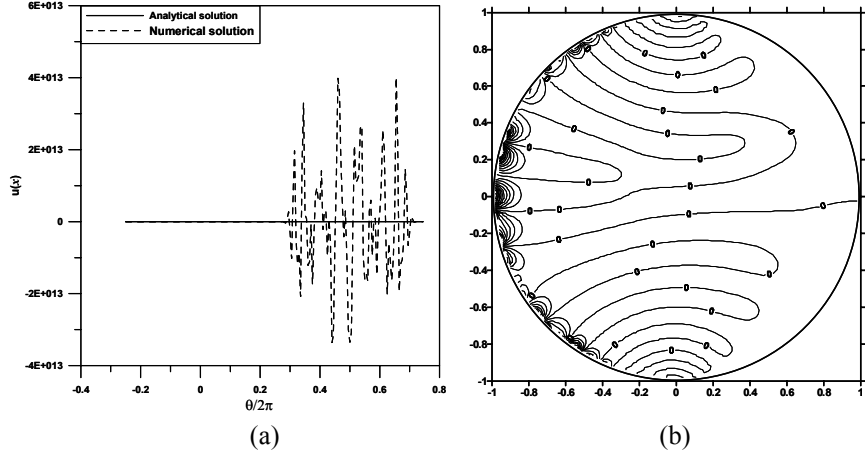 Analytical solution
Numerical solution
6E+013
4E+013
2E+013
0
-2E+013
-4E+013
u(x)
-0.4 -0.2 0 0.2 0.4 0.6 0.8
θ/2π
(a)
1
0.8
0.6
0.4
0.2
0
-0.2
-0.4
-0.6
-0.8
-1
-1 -0.8 -0.6 -0.4 -0.2 0 0.2 0.4 0.6 0.8 1
(b)